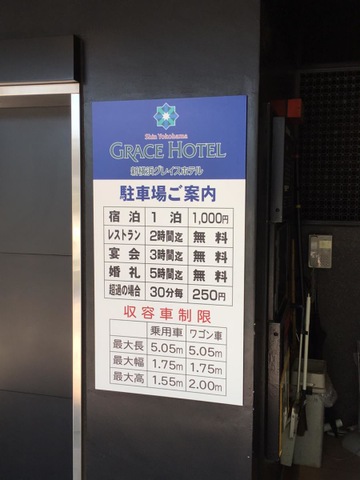 Shin Yokohama
GRACE HOTEL
新横浜グレイスホテル
駐車場ご案内
宿泊 1泊 1,000円
レストラン 2時間迄 無料
宴会 3時間迄 無料
婚礼 5時間迄 無料
超過の場合 30分毎 250円
収容車制限
乗用車 ワゴン車
最大長 5.05m 5.05m
最大幅 1.75m 1.75m
最大高 1.55m 2.00m